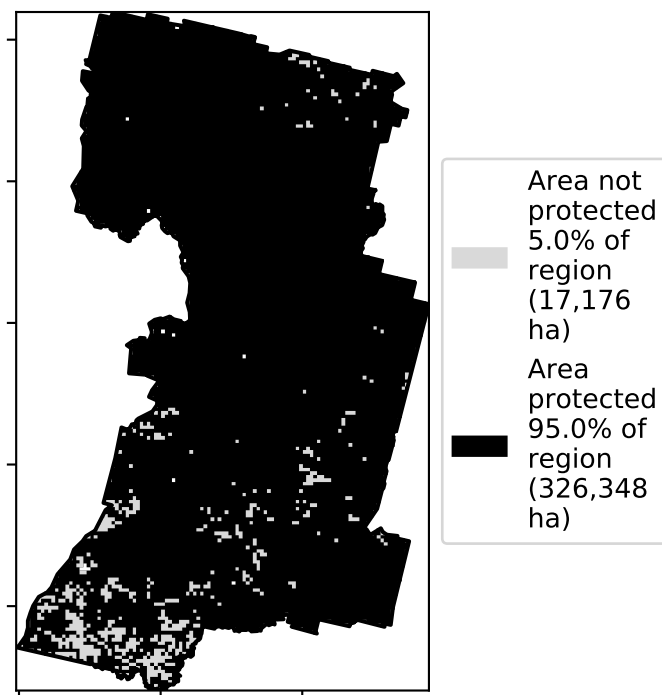 Area not
protected
5.0% of
region
(17,176
ha)
Area
protected
95.0% of
region
(326,348
ha)